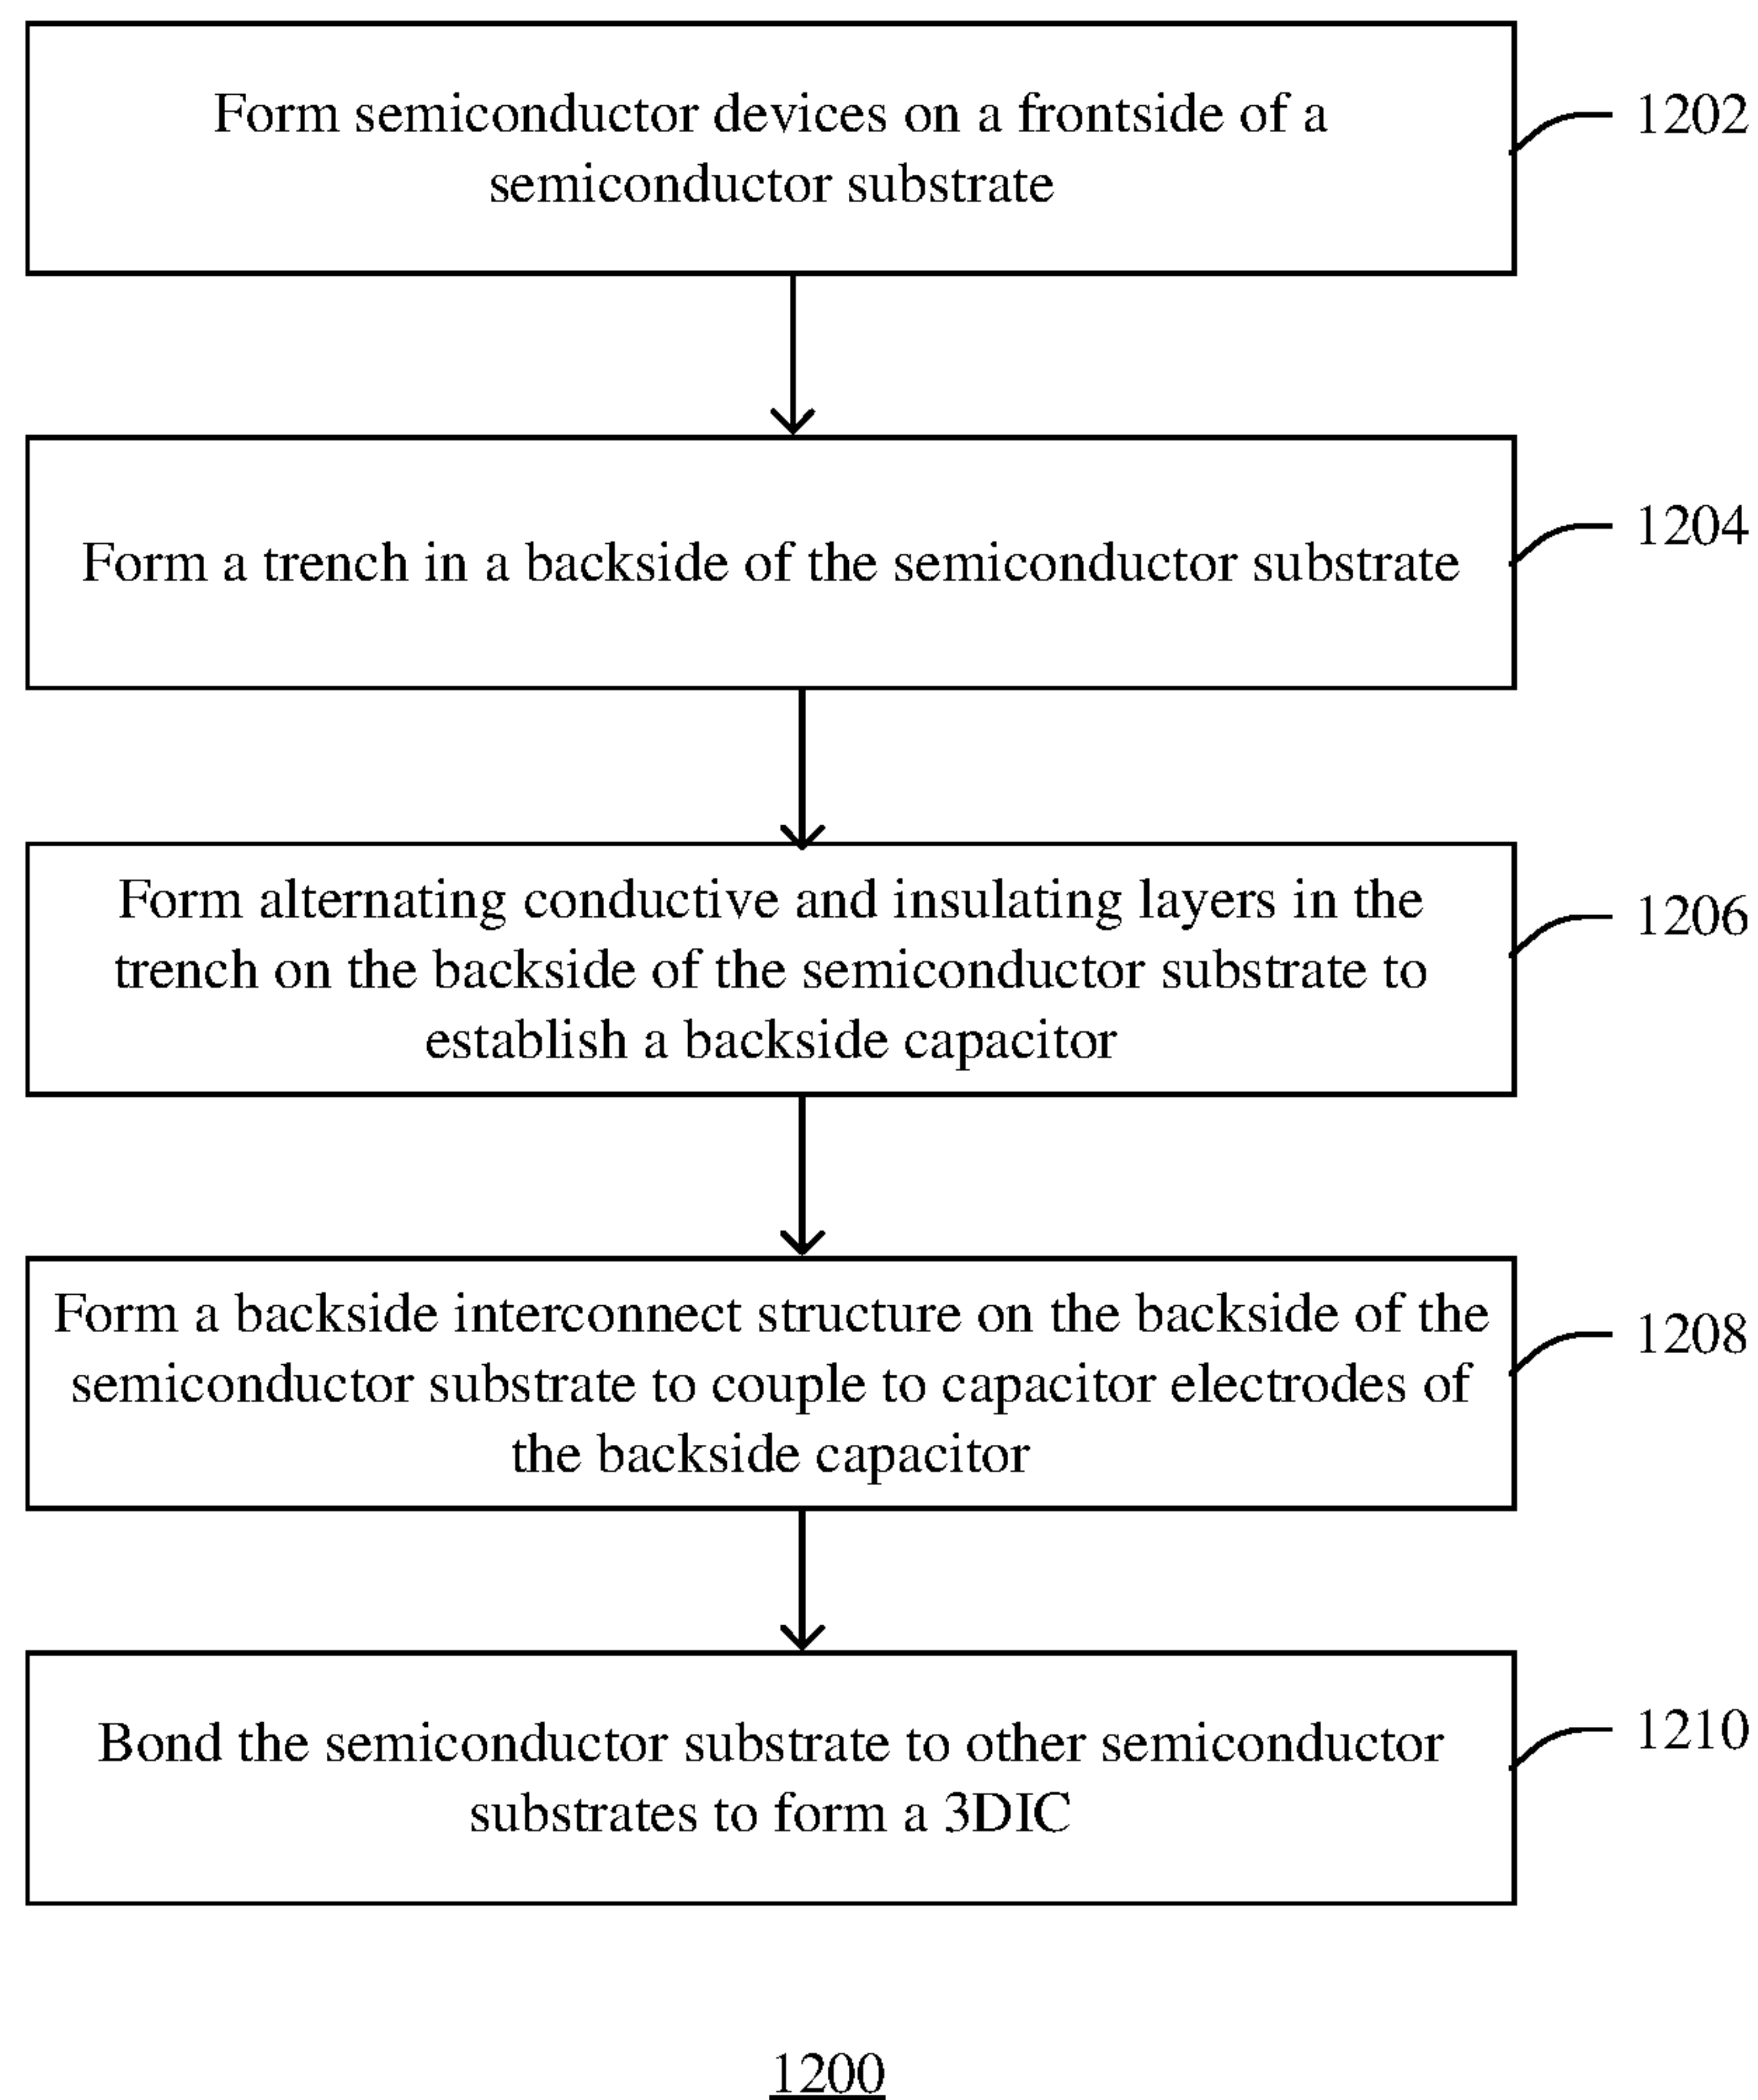 Form semiconductor devices on a frontside of a
semiconductor substrate
1202
Form a trench in a backside of the semiconductor substrate
1204
Form alternating conductive and insulating layers in the
trench on the backside of the semiconductor substrate to
establish a backside capacitor
1206
Form a backside interconnect structure on the backside of the
semiconductor substrate to couple to capacitor electrodes of
the backside capacitor
1208
Bond the semiconductor substrate to other semiconductor
substrates to form a 3DIC
1210
1200